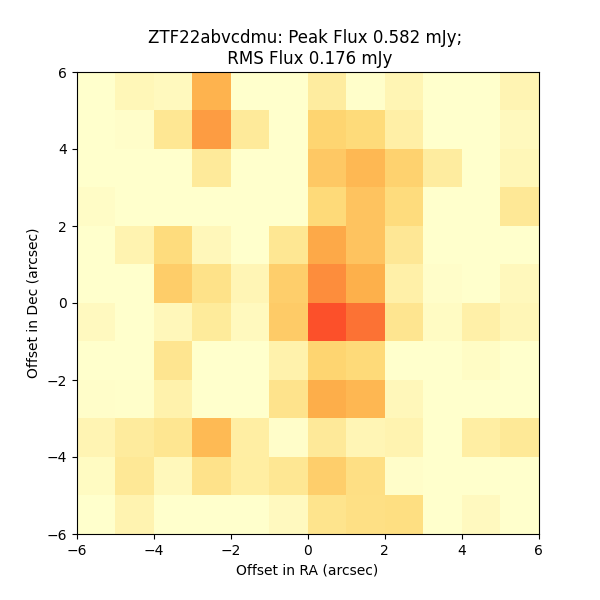 ZTF22abvcdmu: Peak Flux 0.582 mJy;
RMS Flux 0.176 mJy
6
4
2
0
−2
−4
−6
Offset in Dec (arcsec)
−6 −4 −2 0 2 4 6
Offset in RA (arcsec)